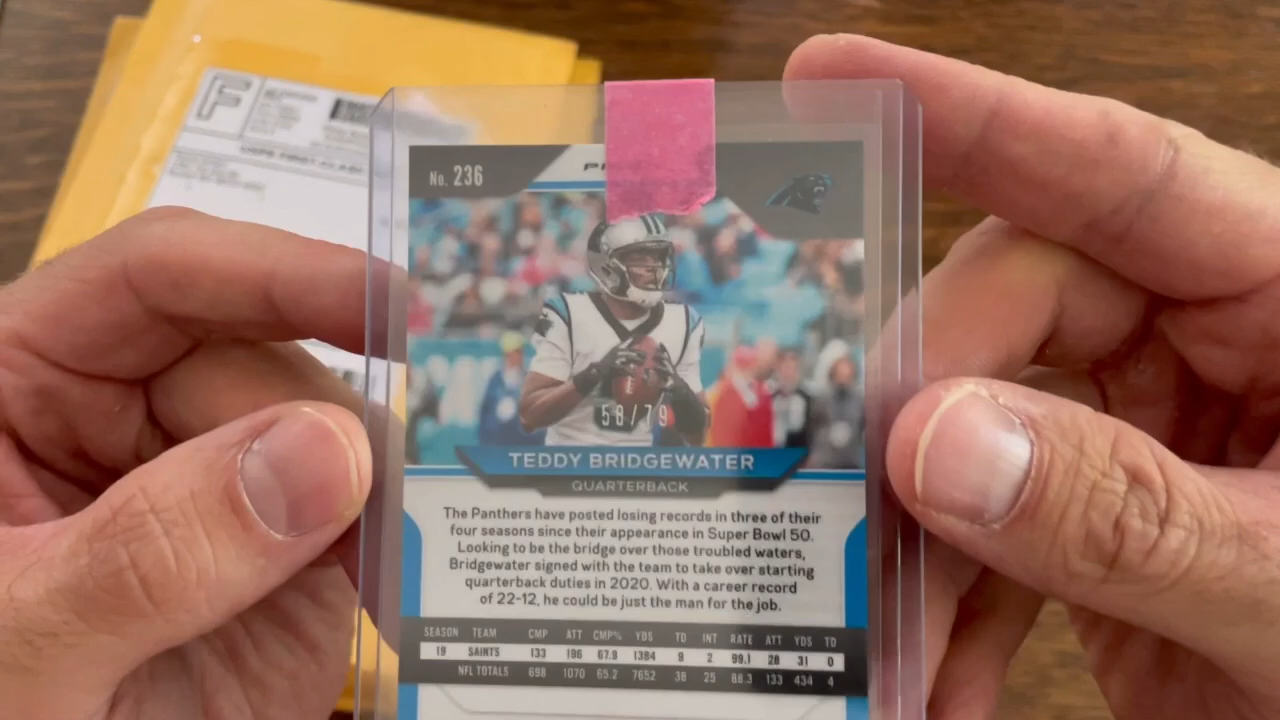 F
USPS FIRST-CLASS
No. 236
58/79
TEDDY BRIDGEWATER
QUARTERBACK
The Panthers have posted losing records in three of their
four seasons since their appearance in Super Bowl 50.
Looking to be the bridge over those troubled waters,
Bridgewater signed with the team to take over starting
quarterback duties in 2020. With a career record
of 22-12, he could be just the man for the job.
SEASON TEAM CMP ATT CMP% YDS TD INT RATE ATT YDS TD
19 SAINTS 133 196 67.9 1384 9 2 99.1 28 31 0
NFL TOTALS 698 1070 65.2 7652 38 25 88.3 133 434 4